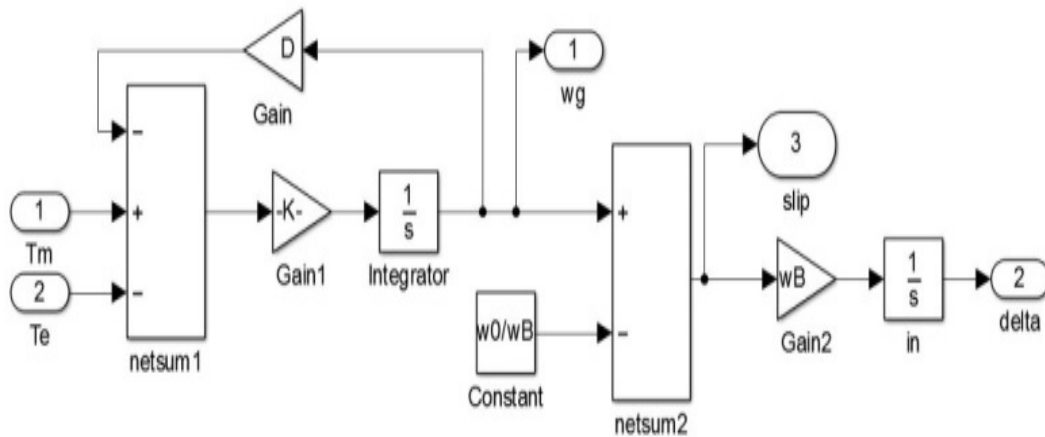 D
Gain
1
wg
−
+
−
netsum1
1
Tm
2
Te
-K-
Gain1
1
s
Integrator
w0/wB
Constant
+
−
netsum2
3
slip
wB
Gain2
1
s
in
2
delta